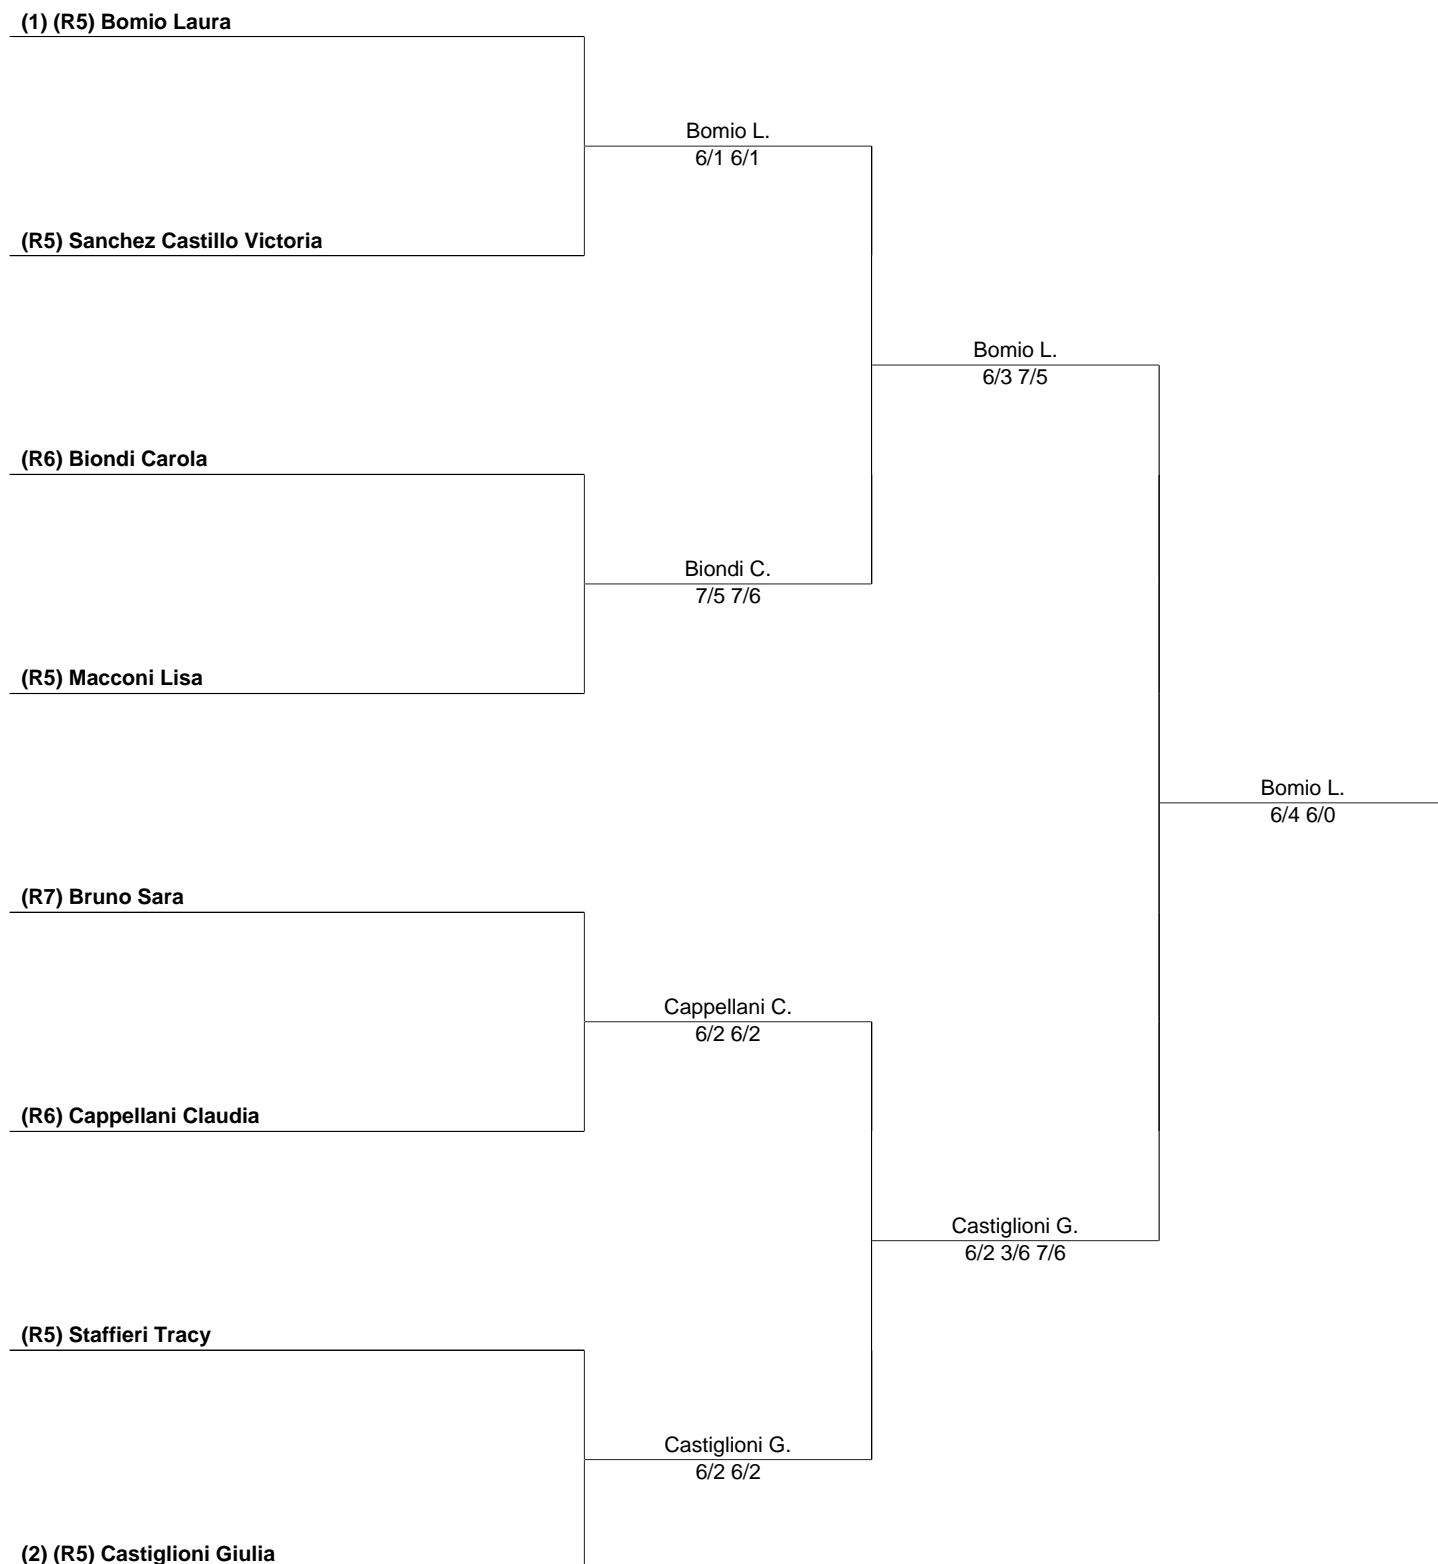 (1) (R5) Bomio Laura
Bomio L.
6/1 6/1
(R5) Sanchez Castillo Victoria
Bomio L.
6/3 7/5
(R6) Biondi Carola
Biondi C.
7/5 7/6
(R5) Macconi Lisa
Bomio L.
6/4 6/0
(R7) Bruno Sara
Cappellani C.
6/2 6/2
(R6) Cappellani Claudia
Castiglioni G.
6/2 3/6 7/6
(R5) Staffieri Tracy
Castiglioni G.
6/2 6/2
(2) (R5) Castiglioni Giulia